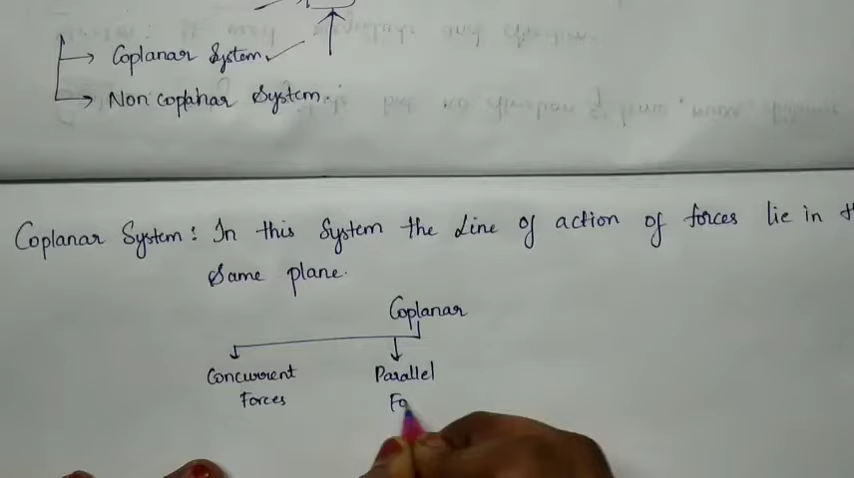 Coplanar System
Non coplanar System.
Coplanar System: In this System the Line of action of forces lie in
Same plane.
Coplanar
Concurrent Parallel
Forces Fo